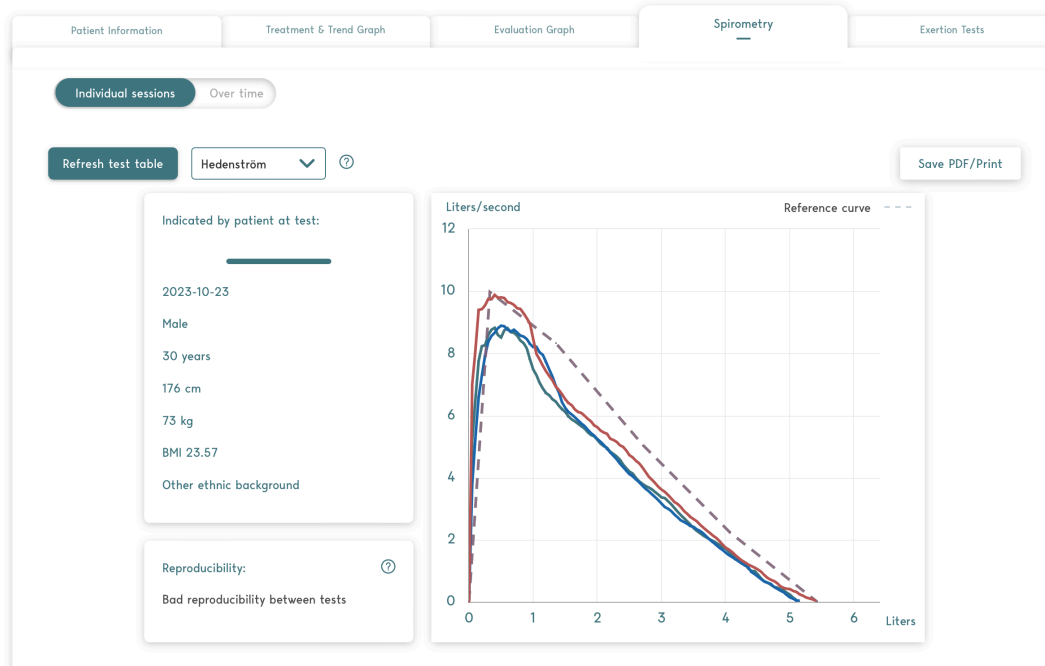 Patient Information
Treatment & Trend Graph
Evaluation Graph
Spirometry
Exertion Tests
Individual sessions
Over time
Refresh test table
Hedenström
?
Save PDF/Print
Indicated by patient at test:
2023-10-23
Male
30 years
176 cm
73 kg
BMI 23.57
Other ethnic background
Reproducibility:
?
Bad reproducibility between tests
Liters/second
Reference curve
12
10
8
6
4
2
0
0 1 2 3 4 5 6
Liters